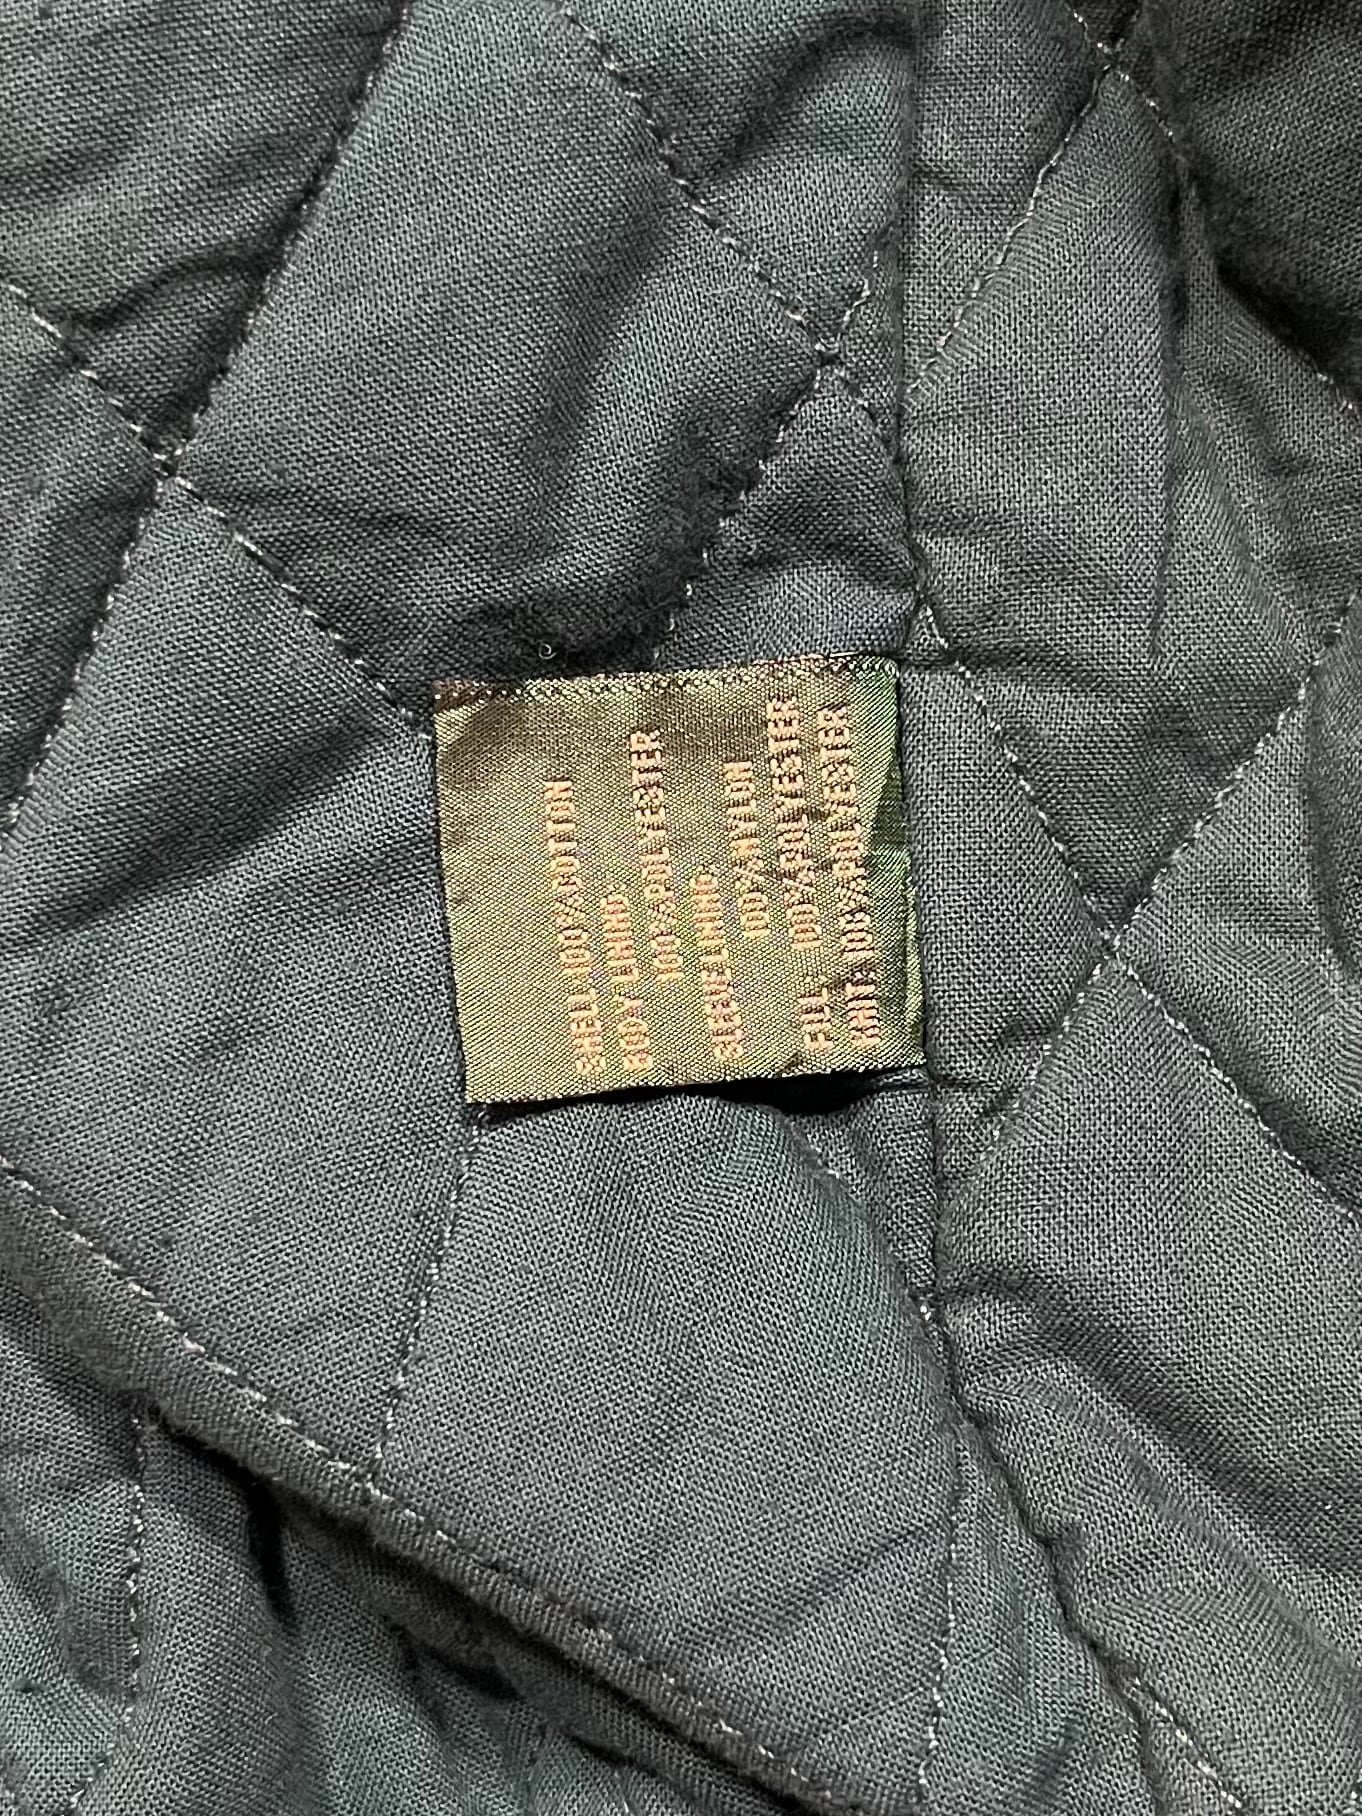 SHELL 100% COTTON
BODY LINING
100% POLYESTER
SLEEVE LINING
100% NYLON
FILL 100% POLYESTER
KNIT: 100% POLYESTER